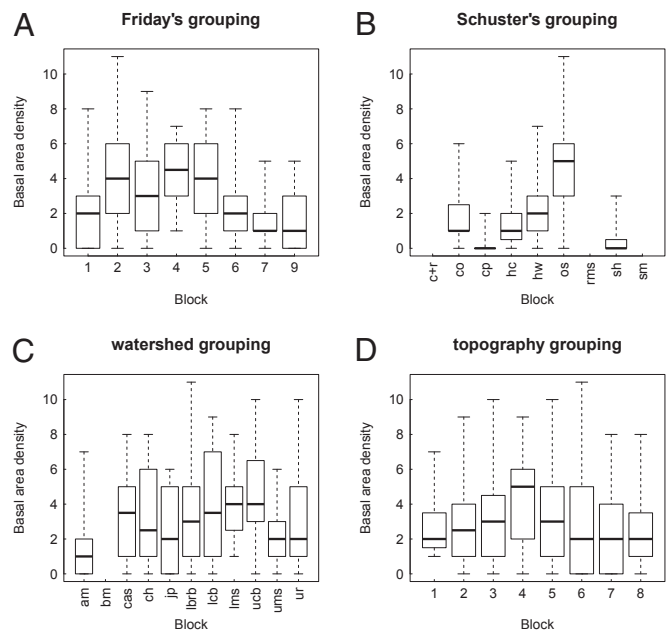 A
Friday's grouping
Basal area density
10
8
6
4
2
0
1 2 3 4 5 6 7 9
Block
B
Schuster's grouping
Basal area density
10
8
6
4
2
0
c+r co cp hc hw os rms sh sm
Block
C
watershed grouping
Basal area density
10
8
6
4
2
0
am bm cas ch jp lbrb lcb lms ucb ums ur
Block
D
topography grouping
Basal area density
10
8
6
4
2
0
1 2 3 4 5 6 7 8
Block